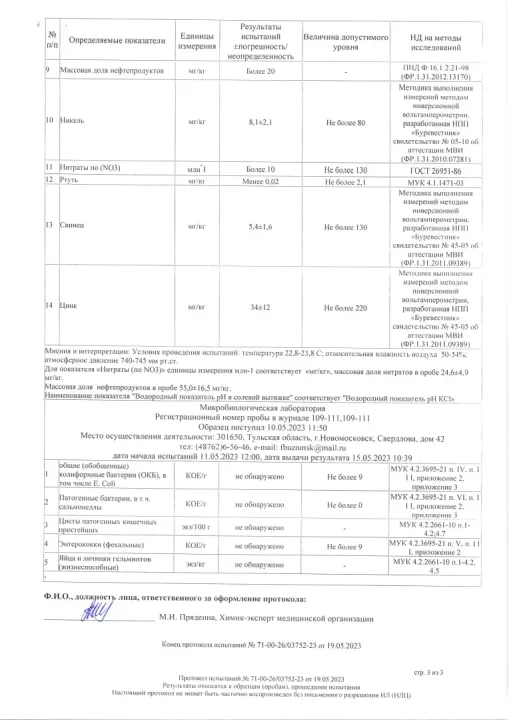 № п/п Определяемые показатели Единицы измерения Результаты испытаний ±погрешность/ неопределенность Величина допустимого уровня НД на методы исследований
9 Массовая доля нефтепродуктов мг/кг Более 20 - ПНД Ф 16.1:2.21-98 (ФР.1.31.2012.13170)
10 Никель мг/кг 8,1±2,1 Не более 80 Методика выполнения измерений методом инверсионной вольтамперометрии, разработанная НПП «Буревестник» свидетельство № 05-10 об аттестации МВИ (ФР.1.31.2010.07281)
11 Нитраты по (NO3) млн-1 Более 10 Не более 130 ГОСТ 26951-86
12 Ртуть мг/кг Менее 0,02 Не более 2,1 МУК 4.1.1471-03
13 Свинец мг/кг 5,4±1,6 Не более 130 Методика выполнения измерений методом инверсионной вольтамперометрии, разработанная НПП «Буревестник» свидетельство № 45-05 об аттестации МВИ (ФР.1.31.2011.09389)
14 Цинк мг/кг 34±12 Не более 220 Методика выполнения измерений методом инверсионной вольтамперометрии, разработанная НПП «Буревестник» свидетельство № 45-05 об аттестации МВИ (ФР.1.31.2011.09389)
Мнения и интерпретации: Условия проведения испытаний: температура 22,8-23,8 С; относительная влажность воздуха 50-54%;
атмосферное давление 740-745 мм рт.ст.
Для показателя «Нитраты (по NO3)» единицы измерения млн-1 соответствует «мг/кг», массовая доля нитратов в пробе 24,6±4,9
мг/кг.
Массовая доля нефтепродуктов в пробе 55,0±16,5 мг/кг.
Наименование показателя "Водородный показатель pH в солевой вытяжке" соответствует "Водородный показатель pH KCl»
Микробиологическая лаборатория
Регистрационный номер пробы в журнале 109-111,109-111
Образец поступил 10.05.2023 11:50
Место осуществления деятельности: 301650, Тульская область, г.Новомосковск, Свердлова, дом 42
тел: (48762)6-56-46, e-mail: fbuznmsk@mail.ru
дата начала испытаний 11.05.2023 12:00, дата выдачи результата 15.05.2023 10:39
1 общие (обобщенные) колиформные бактерии (ОКБ), в том числе E. Coli КОЕ/г не обнаружено Не более 9 МУК 4.2.3695-21 п. IV. п. I I I, приложение 2, приложение 3
2 Патогенные бактерии, в т.ч. сальмонеллы КОЕ/г не обнаружено Не более 0 МУК 4.2.3695-21 п. VI, п. I I I, приложение 2, приложение 3
3 Цисты патогенных кишечных простейших экз/100 г не обнаружено - МУК 4.2.2661-10 п.1-4.2;4.7
4 Энтерококки (фекальные) КОЕ/г не обнаружено Не более 9 МУК 4.2.3695-21 п. V. п. I I I, приложение 2
5 Яйца и личинки гельминтов (жизнеспособные) экз/кг не обнаружено - МУК 4.2.2661-10 п.1-4.2. 4.5
Ф.И.О., должность лица, ответственного за оформление протокола:
М.И. Пряденна, Химик-эксперт медицинской организации
Конец протокола испытаний № 71-00-26/03752-23 от 19.05.2023
стр. 3 из 3
Протокол испытаний № 71-00-26/03752-23 от 19.05.2023
Результаты относятся к образцам (пробам), прошедшим испытания
Настоящий протокол не может быть частично воспроизведен без письменного разрешения ИЛ (ИЛЦ)